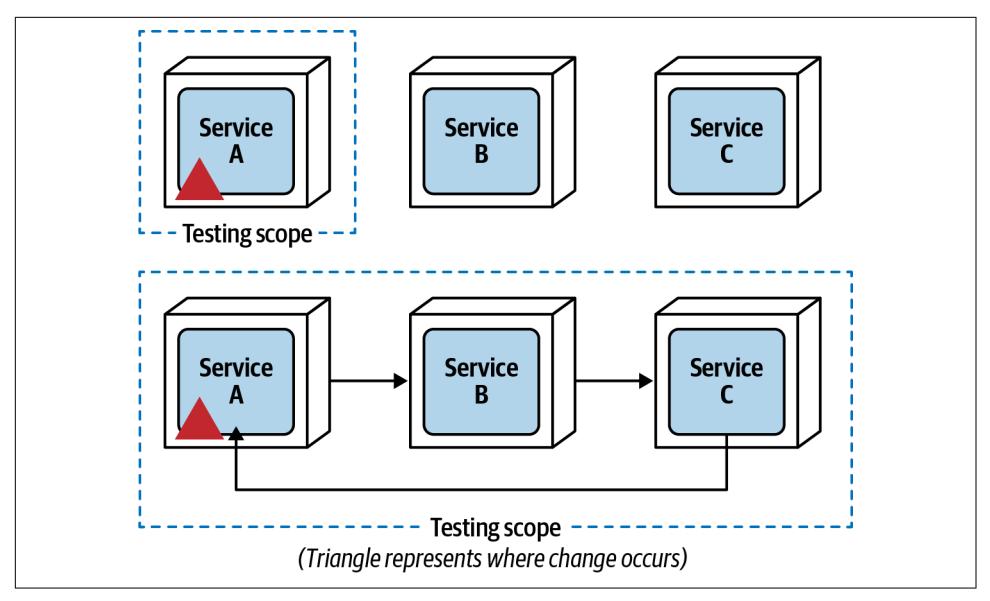 Service
A
Service
B
Service
C
Testing scope
Service
A
Service
B
Service
C
Testing scope
(Triangle represents where change occurs)